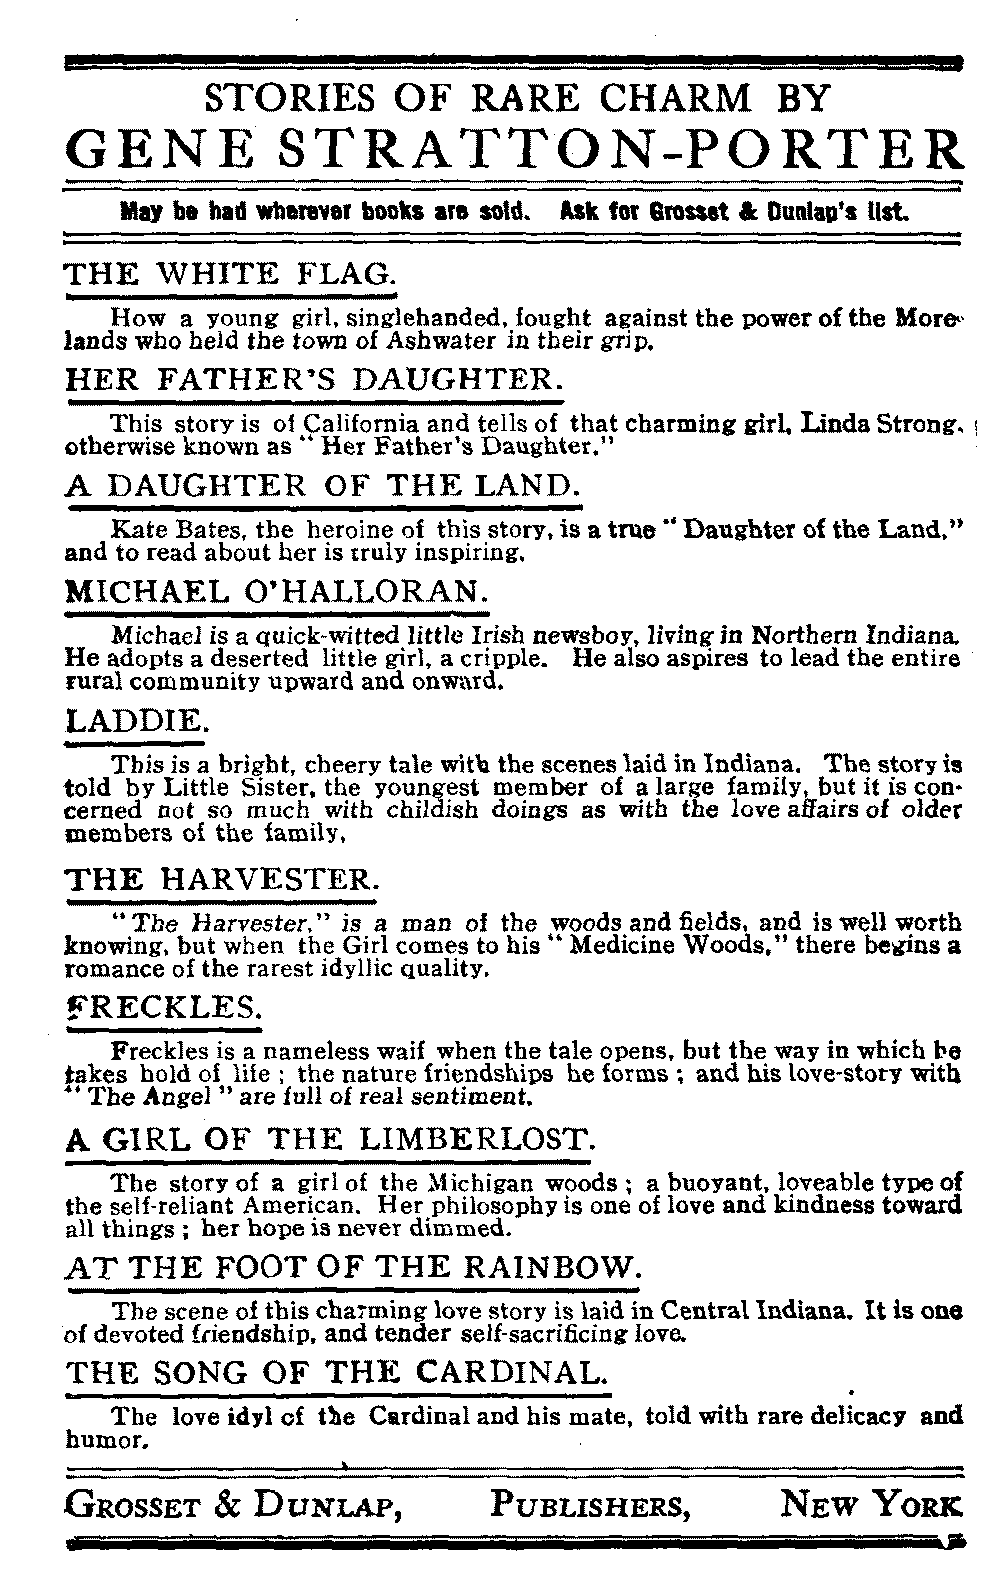 STORIES OF RARE CHARM BY
GENE STRATTON-PORTER
May be had wherever books are sold. Ask for Grosset & Dunlap's list.
THE WHITE FLAG.
How a young girl, singlehanded, fought against the power of the More-
lands who held the town of Ashwater in their grip.
HER FATHER'S DAUGHTER.
This story is of California and tells of that charming girl, Linda Strong,
otherwise known as "Her Father's Daughter."
A DAUGHTER OF THE LAND.
Kate Bates, the heroine of this story, is a true "Daughter of the Land,"
and to read about her is truly inspiring.
MICHAEL O'HALLORAN.
Michael is a quick-witted little Irish newsboy, living in Northern Indiana.
He adopts a deserted little girl, a cripple. He also aspires to lead the entire
rural community upward and onward.
LADDIE.
This is a bright, cheery tale with the scenes laid in Indiana. The story is
told by Little Sister, the youngest member of a large family, but it is con-
cerned not so much with childish doings as with the love affairs of older
members of the family.
THE HARVESTER.
"The Harvester," is a man of the woods and fields, and is well worth
knowing, but when the Girl comes to his "Medicine Woods," there begins a
romance of the rarest idyllic quality.
FRECKLES.
Freckles is a nameless waif when the tale opens, but the way in which he
takes hold of life; the nature friendships he forms; and his love-story with
"The Angel" are full of real sentiment.
A GIRL OF THE LIMBERLOST.
The story of a girl of the Michigan woods; a buoyant, loveable type of
the self-reliant American. Her philosophy is one of love and kindness toward
all things; her hope is never dimmed.
AT THE FOOT OF THE RAINBOW.
The scene of this charming love story is laid in Central Indiana. It is one
of devoted friendship, and tender self-sacrificing love.
THE SONG OF THE CARDINAL.
The love idyl of the Cardinal and his mate, told with rare delicacy and
humor.
GROSSET & DUNLAP, PUBLISHERS, NEW YORK